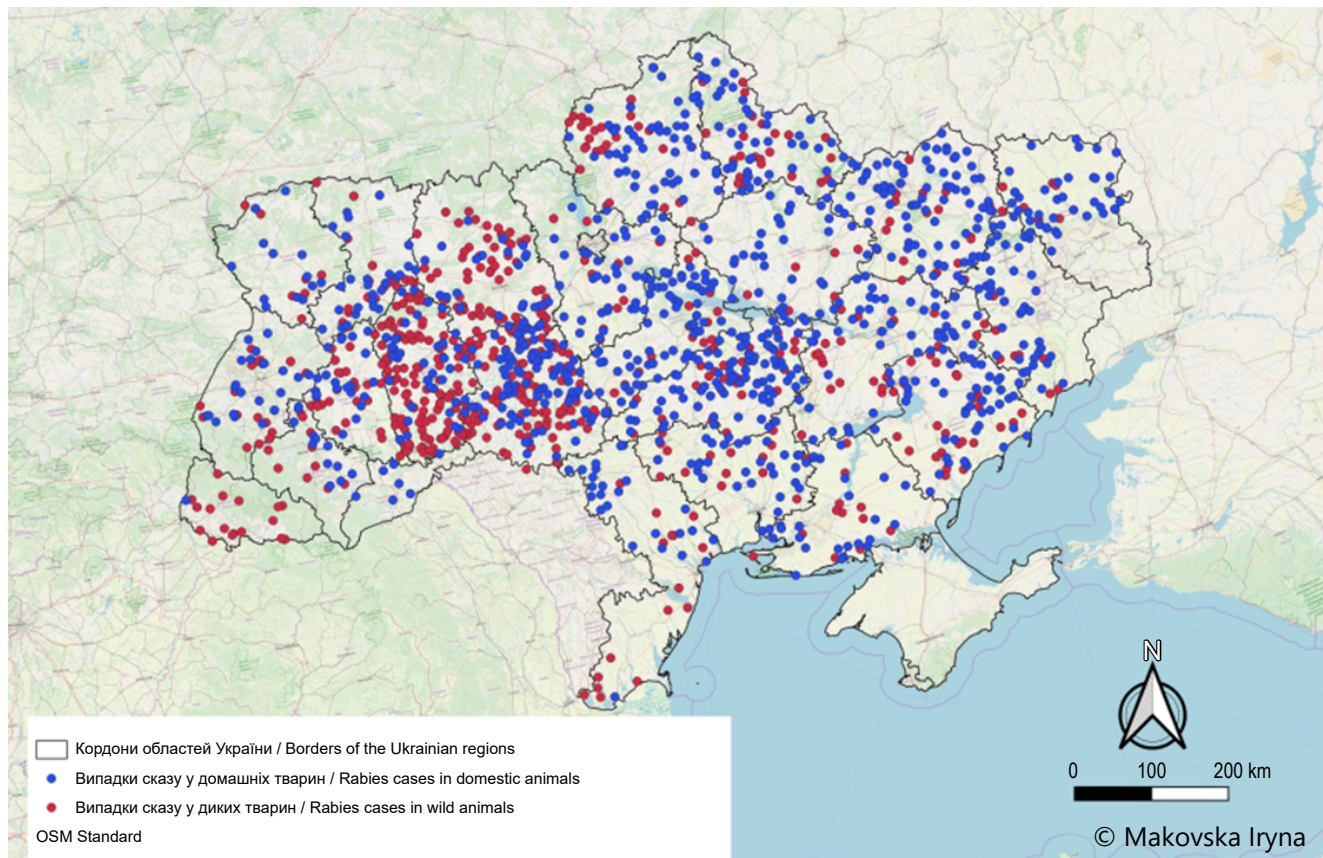 N
0 100 200 km
Кордони областей України / Borders of the Ukrainian regions
Випадки сказу у домашніх тварин / Rabies cases in domestic animals
Випадки сказу у диких тварин / Rabies cases in wild animals
OSM Standard
© Makovska Iryna